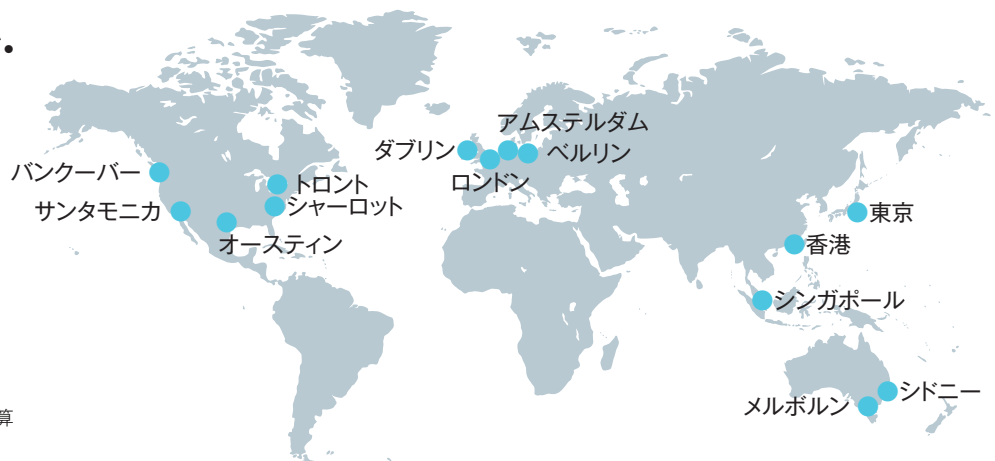 アムステルダム
ダブリン
ベルリン
ロンドン
バンクーバー
トロント
サンタモニカ
シャーロット
オースティン
東京
香港
シンガポール
シドニー
メルボルン
算